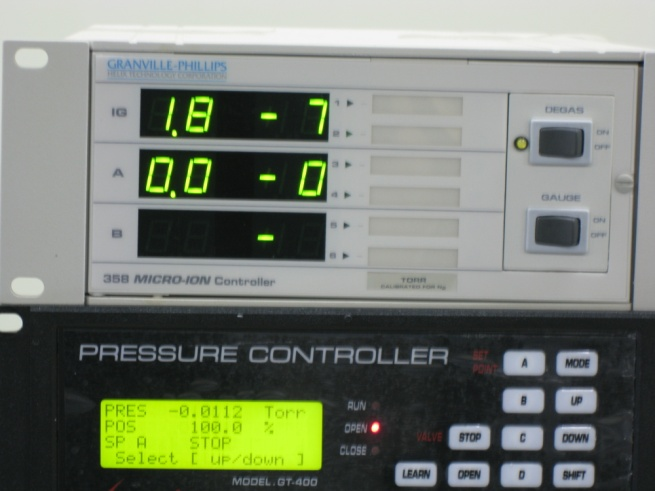 GRANVILLE-PHILLIPS
HELIX TECHNOLOGY CORPORATION
IG 1.8 - 7
1
2
DEGAS
ON
OFF
A 0.0 - 0
3
4
GAUGE
ON
OFF
B -
5
6
358 MICRO-ION Controller
TORR
CALIBRATED FOR N2
PRESSURE CONTROLLER
SET POINT
A MODE
B UP
PRES -0.0112 Torr
POS 100.0 %
SP A STOP
Select [ up/down ]
RUN
OPEN
CLOSE
VALVE STOP C DOWN
LEARN OPEN D SHIFT
MODEL.GT-400